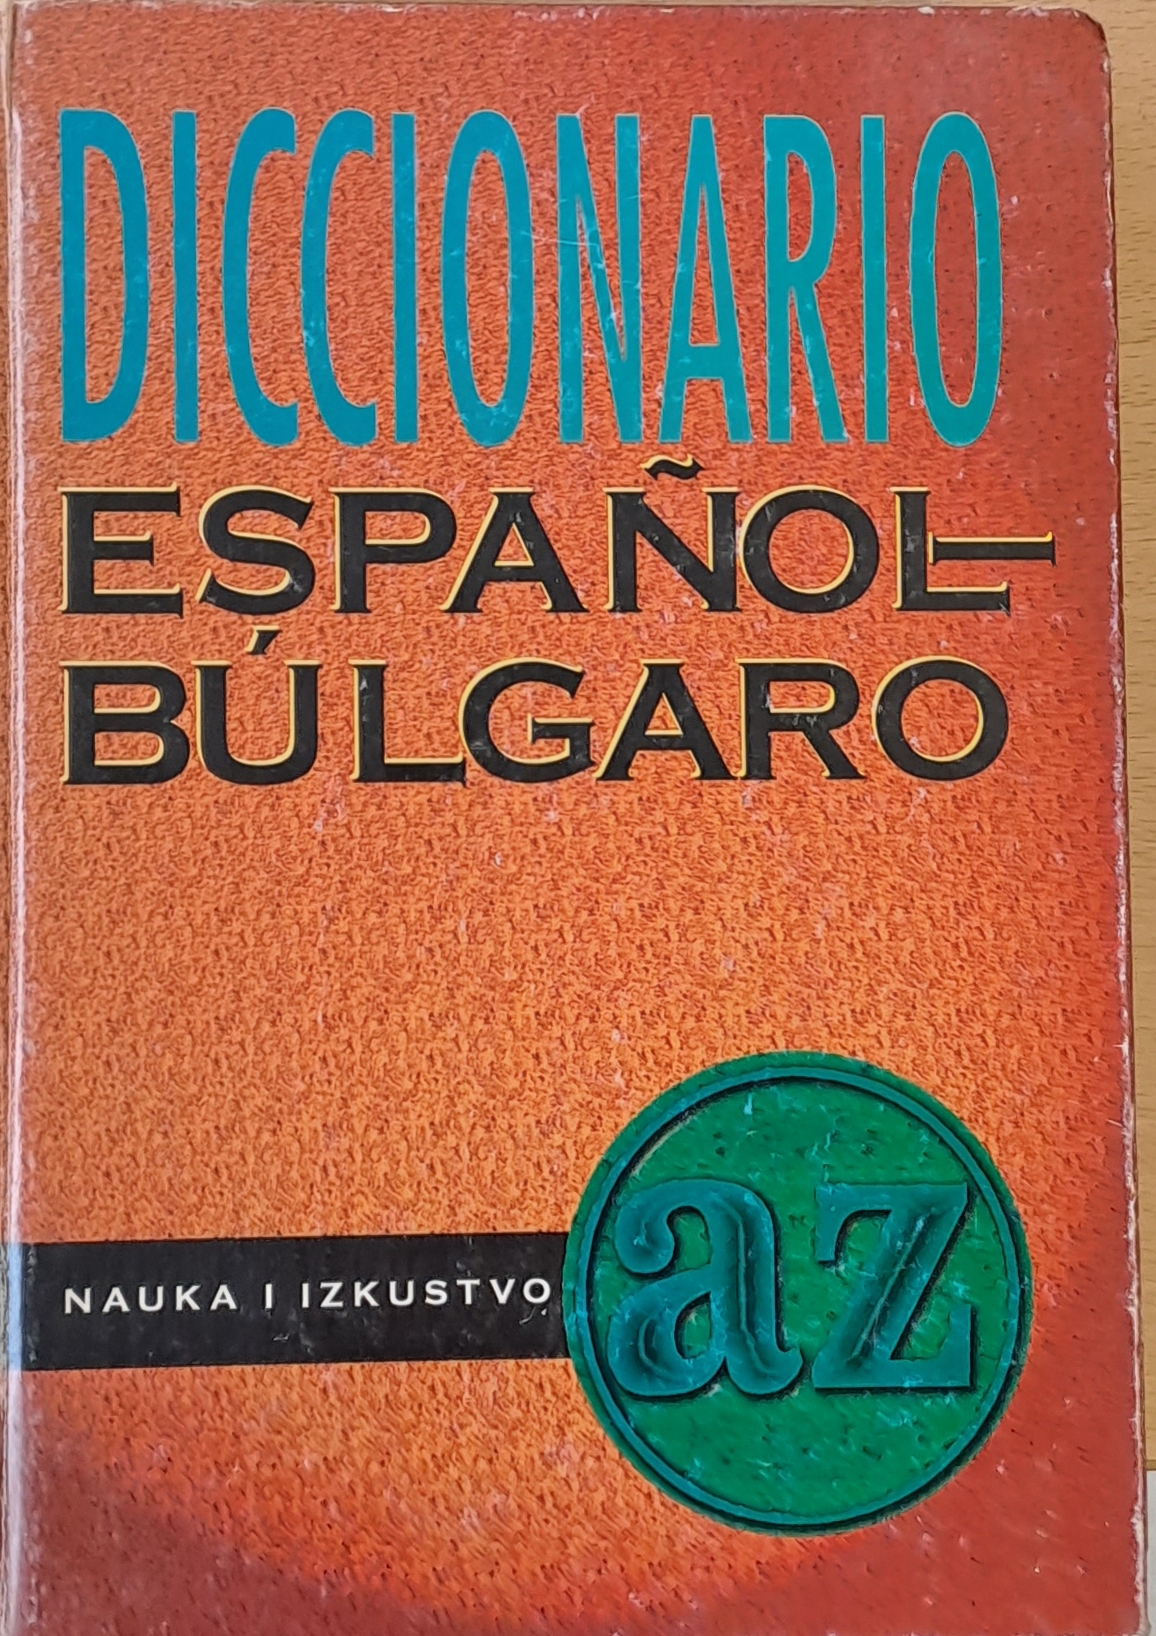 DICCIONARIO
ESPAÑOL-
BÚLGARO
NAUKA I IZKUSTVO
az